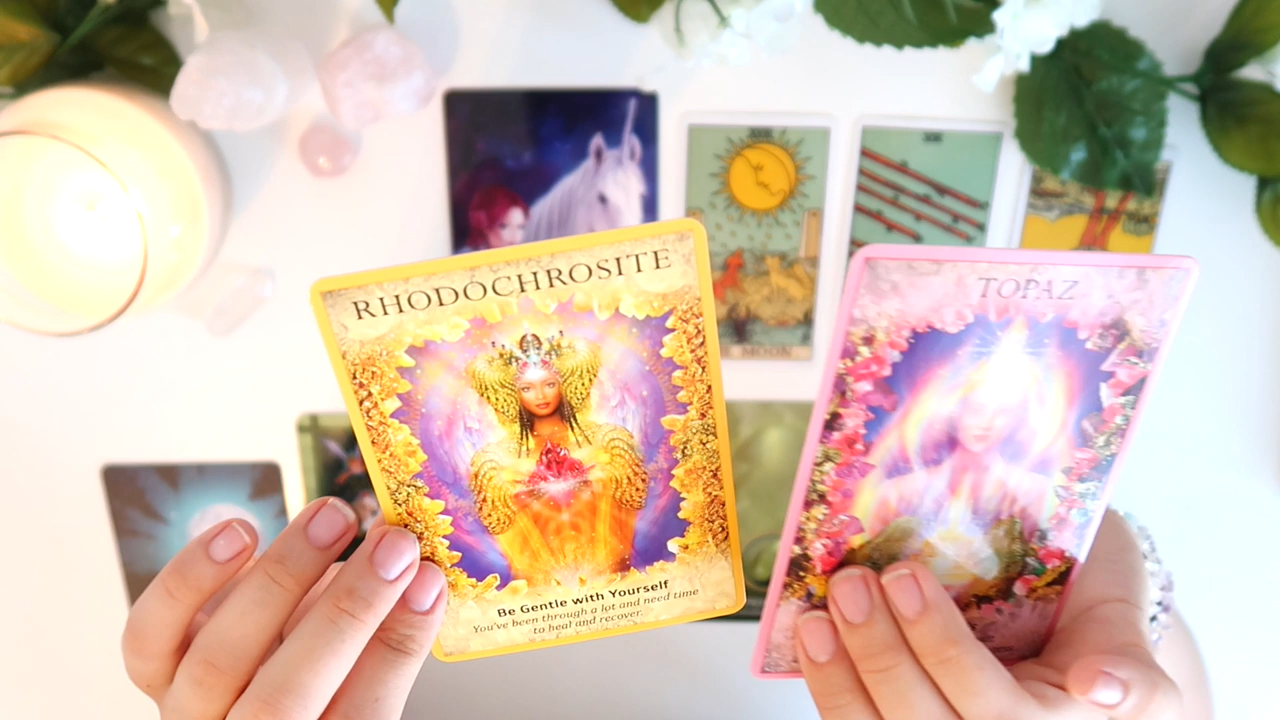 XVIII
MOON
RHODOCHROSITE
TOPAZ
Be Gentle with Yourself
You've been through a lot and need time
to heal and recover.